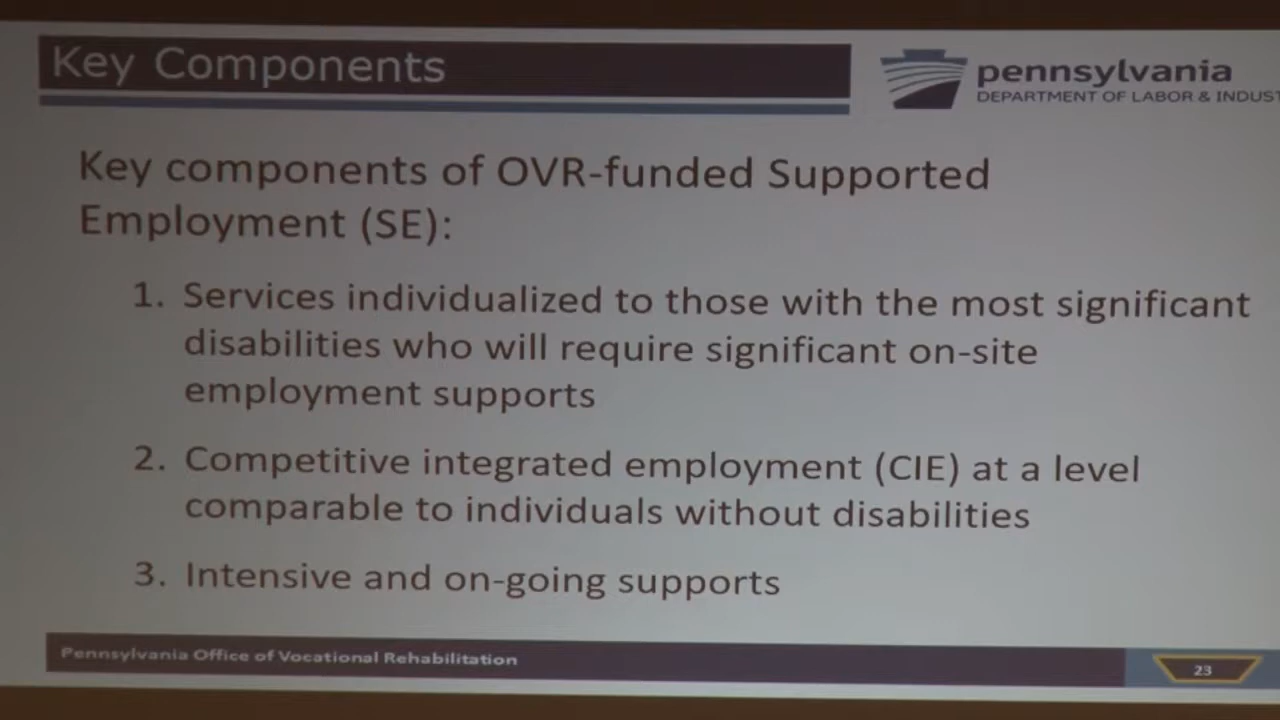 Key Components
pennsylvania
DEPARTMENT OF LABOR & INDUST
Key components of OVR-funded Supported
Employment (SE):
1. Services individualized to those with the most significant
disabilities who will require significant on-site
employment supports
2. Competitive integrated employment (CIE) at a level
comparable to individuals without disabilities
3. Intensive and on-going supports
Pennsylvania Office of Vocational Rehabilitation
23